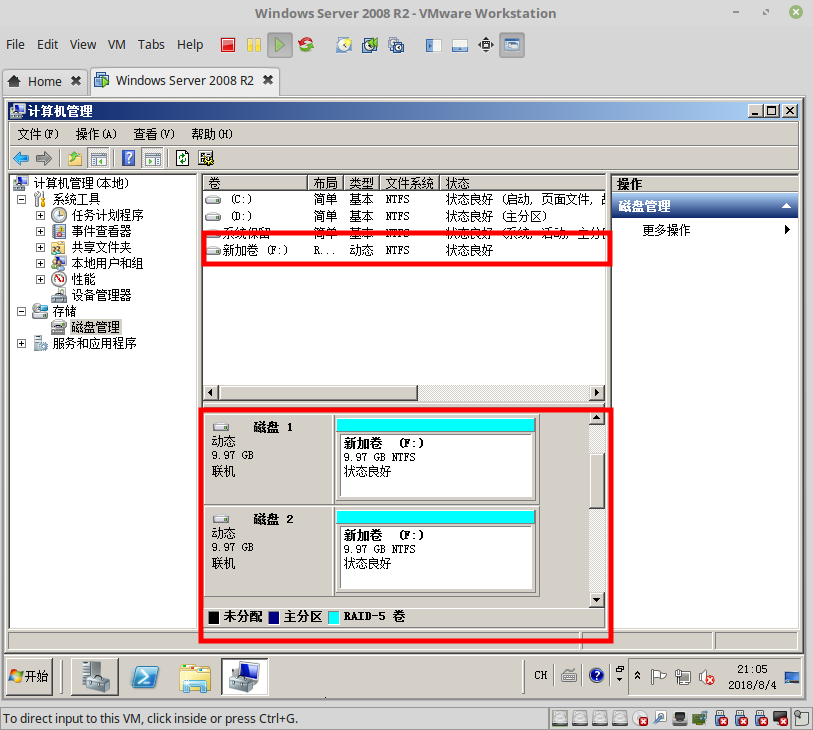 Windows Server 2008 R2 - VMware Workstation
File Edit View VM Tabs Help
Home Windows Server 2008 R2
计算机管理
文件(F) 操作(A) 查看(V) 帮助(H)
计算机管理(本地)
系统工具
任务计划程序
事件查看器
共享文件夹
本地用户和组
性能
设备管理器
存储
磁盘管理
服务和应用程序
卷 布局 类型 文件系统 状态
(C:) 简单 基本 NTFS 状态良好 (启动, 页面文件,
(D:) 简单 基本 NTFS 状态良好 (主分区)
系统保留 简单 基本 NTFS 状态良好 (系统, 活动, 主分区
新加卷 (F:) R... 动态 NTFS 状态良好
操作
磁盘管理
更多操作
磁盘 1
动态
9.97 GB
联机
新加卷 (F:)
9.97 GB NTFS
状态良好
磁盘 2
动态
9.97 GB
联机
新加卷 (F:)
9.97 GB NTFS
状态良好
未分配 主分区 RAID-5 卷
开始
CH
21:05
2018/8/4
To direct input to this VM, click inside or press Ctrl+G.